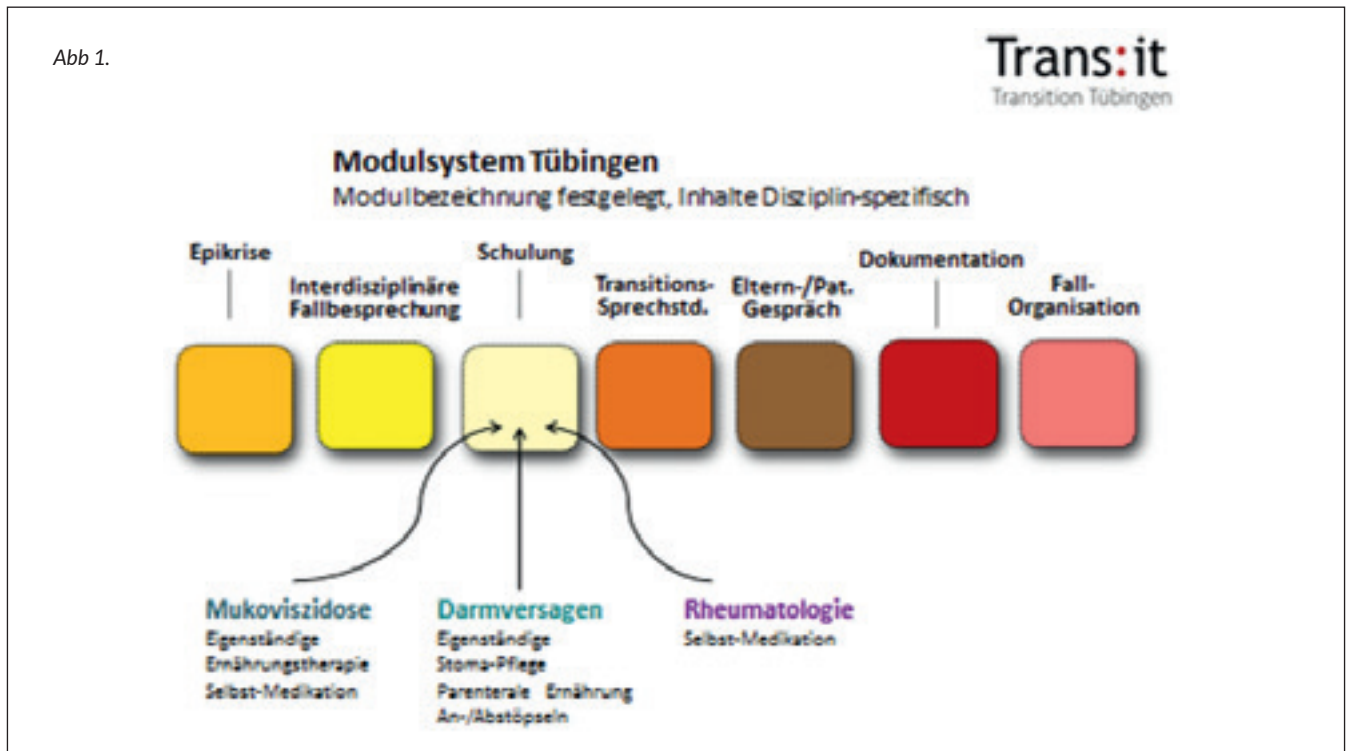 Abb 1.
Trans:it
Transition Tübingen
Modulsystem Tübingen
Modulbezeichnung festgelegt, Inhalte Disziplin-spezifisch
Epikrise
Interdisziplinäre
Fallbesprechung
Schulung
Transitions-
Sprechstd.
Eltern-/Pat.
Gespräch
Dokumentation
Fall-
Organisation
Mukoviszidose
Eigenständige
Ernährungstherapie
Selbst-Medikation
Darmversagen
Eigenständige
Stoma-Pflege
Parenterale Ernährung
An-/Abstöpseln
Rheumatologie
Selbst-Medikation